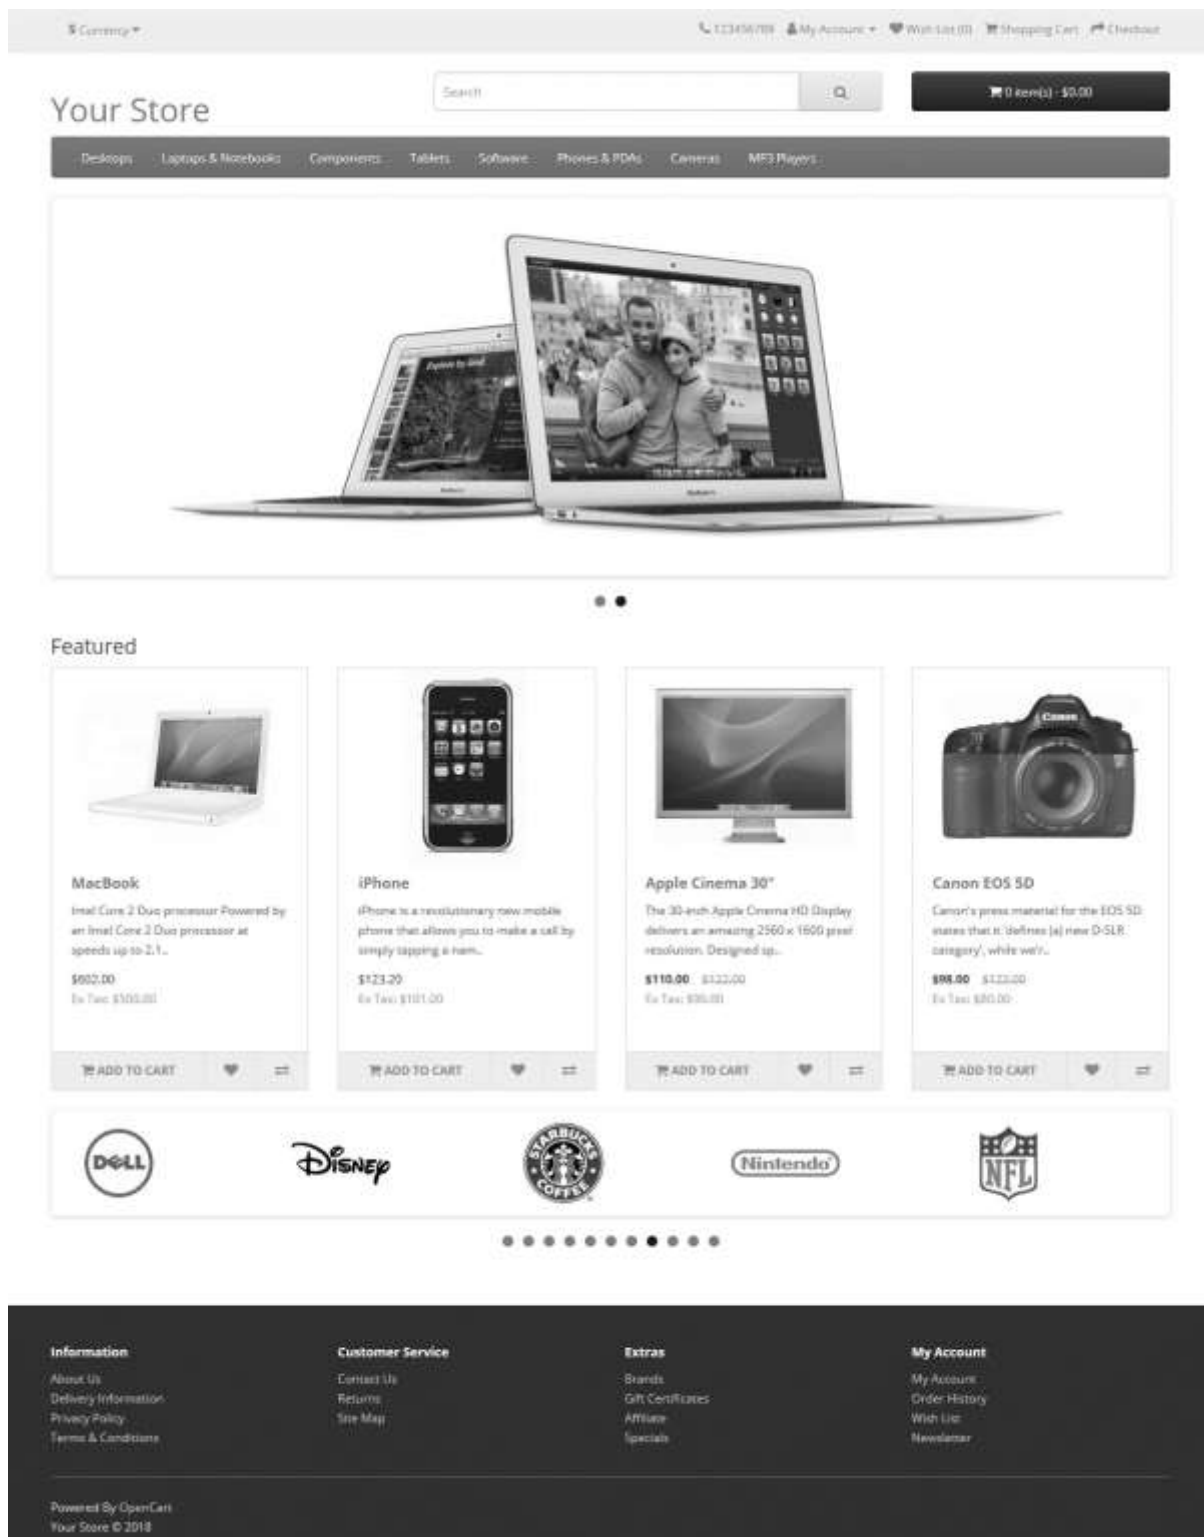 $ Currency
123456789 My Account Wish List (0) Shopping Cart Checkout
Your Store
Search
0 item(s) - $0.00
Desktops Laptops & Notebooks Components Tablets Software Phones & PDAs Cameras MP3 Players
Featured
MacBook
Intel Core 2 Duo processor Powered by
an Intel Core 2 Duo processor at
speeds up to 2.1..
$602.00
Ex Tax: $500.00
ADD TO CART
iPhone
iPhone is a revolutionary new mobile
phone that allows you to make a call by
simply tapping a nam..
$123.20
Ex Tax: $101.00
ADD TO CART
Apple Cinema 30"
The 30-inch Apple Cinema HD Display
delivers an amazing 2560 x 1600 pixel
resolution. Designed sp..
$110.00 $122.00
Ex Tax: $90.00
ADD TO CART
Canon
Canon EOS 5D
Canon's press material for the EOS 5D
states that it 'defines (a) new D-SLR
category', while we'r..
$98.00 $122.00
Ex Tax: $80.00
ADD TO CART
DELL
Disney
STARBUCKS COFFEE
Nintendo
NFL
Information
About Us
Delivery Information
Privacy Policy
Terms & Conditions
Customer Service
Contact Us
Returns
Site Map
Extras
Brands
Gift Certificates
Affiliate
Specials
My Account
My Account
Order History
Wish List
Newsletter
Powered By OpenCart
Your Store © 2018